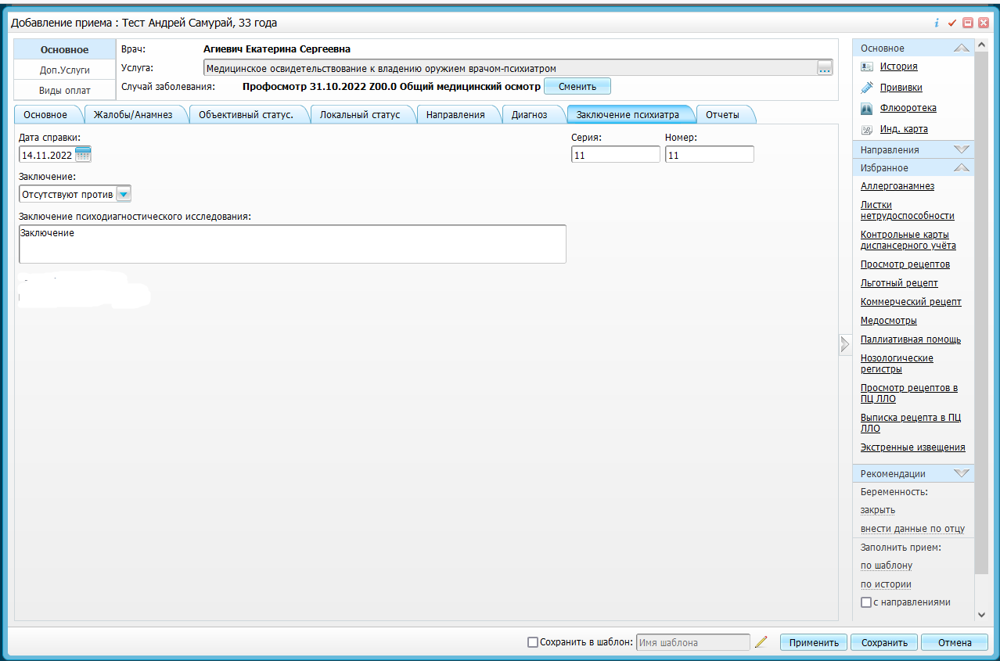 Добавление приема : Тест Андрей Самурай, 33 года
Основное
Доп.Услуги
Виды оплат
Врач: Агиевич Екатерина Сергеевна
Услуга: Медицинское освидетельствование к владению оружием врачом-психиатром ...
Случай заболевания: Профосмотр 31.10.2022 Z00.0 Общий медицинский осмотр Сменить
Основное Жалобы/Анамнез Объективный статус. Локальный статус Направления Диагноз Заключение психиатра Отчеты
Дата справки: Серия: Номер:
14.11.2022 11 11
Заключение:
Отсутствуют против
Заключение психодиагностического исследования:
Заключение
Основное
История
Прививки
Флюоротека
Инд. карта
Направления
Избранное
Аллергоанамнез
Листки
нетрудоспособности
Контрольные карты
диспансерного учёта
Просмотр рецептов
Льготный рецепт
Коммерческий рецепт
Медосмотры
Паллиативная помощь
Нозологические
регистры
Просмотр рецептов в
ПЦ ЛЛО
Выписка рецепта в ПЦ
ЛЛО
Экстренные извещения
Рекомендации
Беременность:
закрыть
внести данные по отцу
Заполнить прием:
по шаблону
по истории
с направлениями
Сохранить в шаблон: Имя шаблона Применить Сохранить Отмена